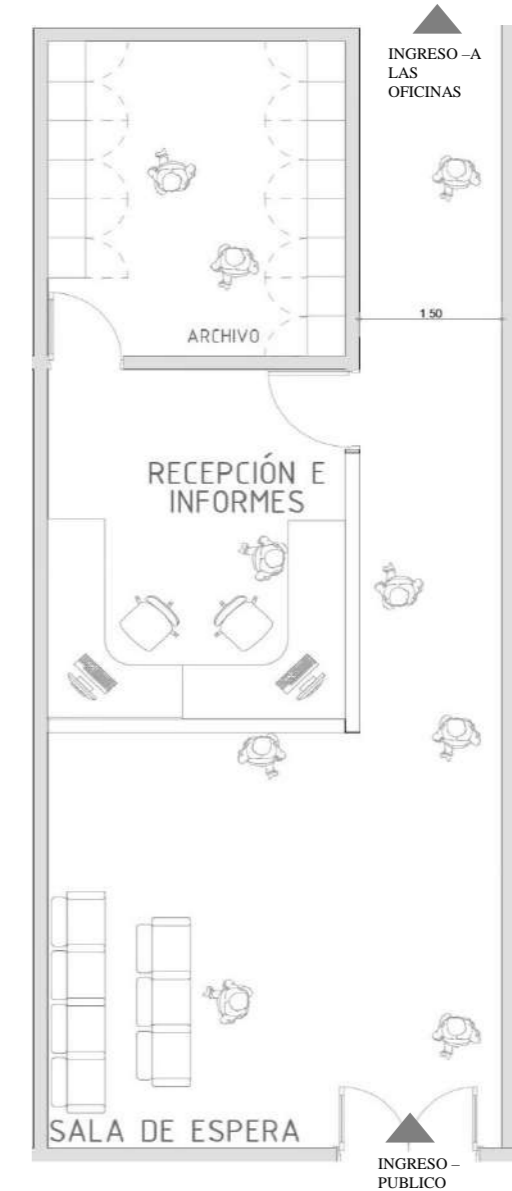 INGRESO –A
LAS
OFICINAS
1.50
ARCHIVO
RECEPCIÓN E
INFORMES
SALA DE ESPERA
INGRESO –
PUBLICO